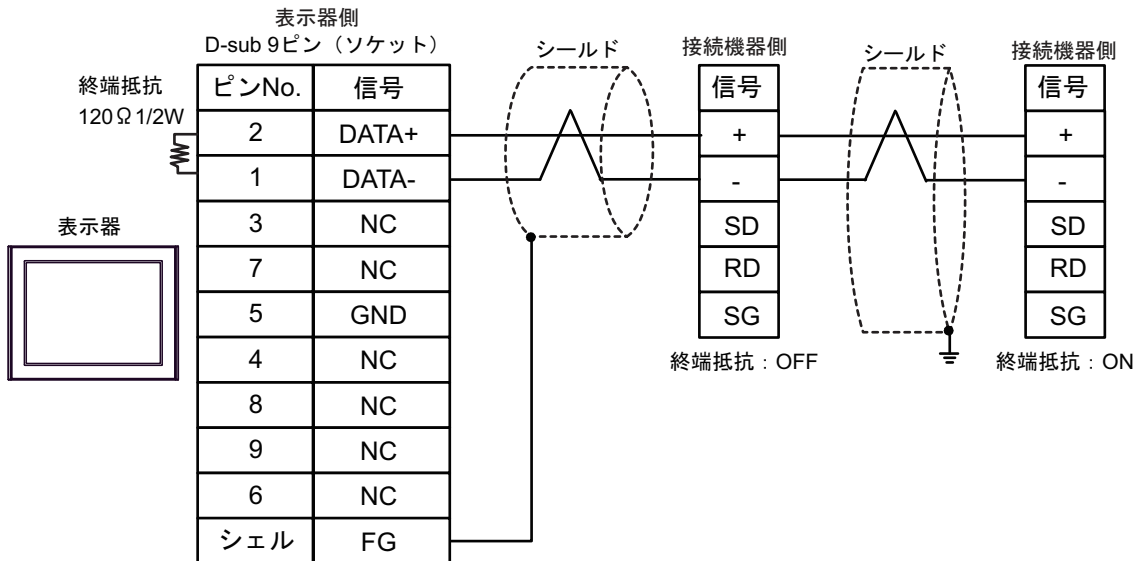 表示器側
D-sub 9ピン（ソケット）
終端抵抗
120Ω 1/2W
ピンNo. 信号
2 DATA+
1 DATA-
3 NC
7 NC
5 GND
4 NC
8 NC
9 NC
6 NC
シェル FG
表示器
シールド
接続機器側
信号
+
-
SD
RD
SG
終端抵抗：OFF
シールド
接続機器側
信号
+
-
SD
RD
SG
終端抵抗：ON